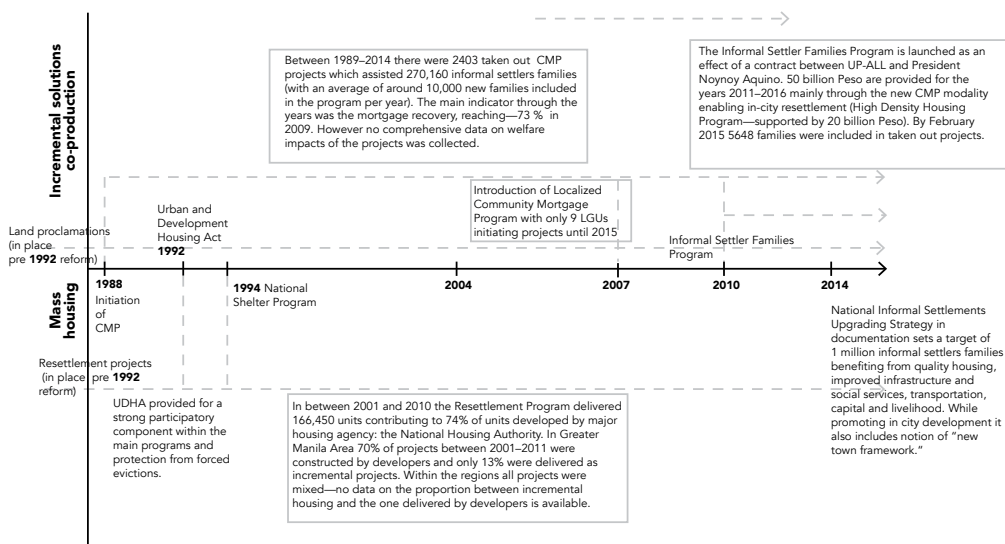 Incremental solutions
co-production
Between 1989–2014 there were 2403 taken out CMP
projects which assisted 270,160 informal settlers families
(with an average of around 10,000 new families included
in the program per year). The main indicator through the
years was the mortgage recovery, reaching—73 % in
2009. However no comprehensive data on welfare
impacts of the projects was collected.
The Informal Settler Families Program is launched as an
effect of a contract between UP-ALL and President
Noynoy Aquino. 50 billion Peso are provided for the
years 2011–2016 mainly through the new CMP modality
enabling in-city resettlement (High Density Housing
Program—supported by 20 billion Peso). By February
2015 5648 families were included in taken out projects.
Introduction of Localized
Community Mortgage
Program with only 9 LGUs
initiating projects until 2015
Urban and
Development
Housing Act
1992
Land proclamations
(in place
pre 1992 reform)
Informal Settler Families
Program
Mass
housing
1988
Initiation
of
CMP
1994 National
Shelter Program
2004
2007
2010
2014
National Informal Settlements
Upgrading Strategy in
documentation sets a target of
1 million informal settlers families
benefiting from quality housing,
improved infrastructure and
social services, transportation,
capital and livelihood. While
promoting in city development it
also includes notion of “new
town framework.”
Resettlement projects
(in place pre 1992
reform)
UDHA provided for a
strong participatory
component within the
main programs and
protection from forced
evictions.
In between 2001 and 2010 the Resettlement Program delivered
166,450 units contributing to 74% of units developed by major
housing agency: the National Housing Authority. In Greater
Manila Area 70% of projects between 2001–2011 were
constructed by developers and only 13% were delivered as
incremental projects. Within the regions all projects were
mixed—no data on the proportion between incremental
housing and the one delivered by developers is available.